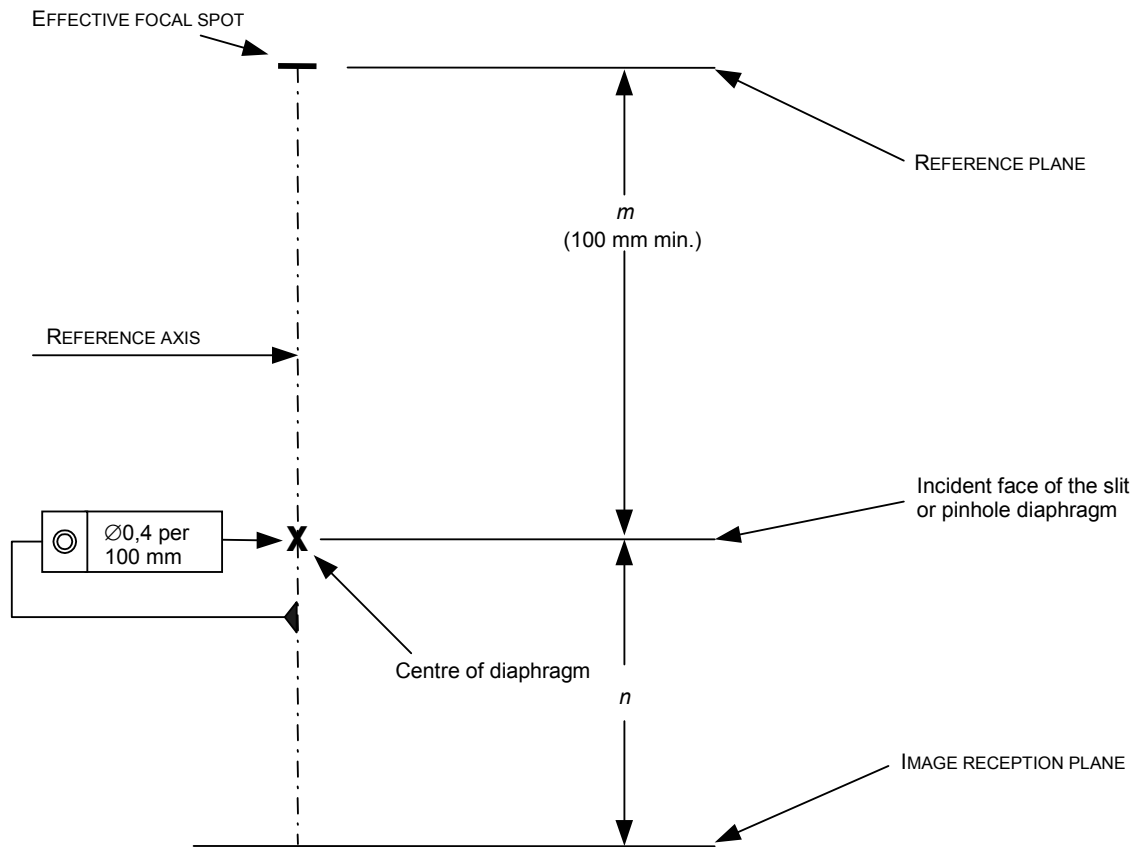 EFFECTIVE FOCAL SPOT
REFERENCE PLANE
m
(100 mm min.)
REFERENCE AXIS
Incident face of the slit
or pinhole diaphragm
∅0,4 per
100 mm
X
Centre of diaphragm
n
IMAGE RECEPTION PLANE